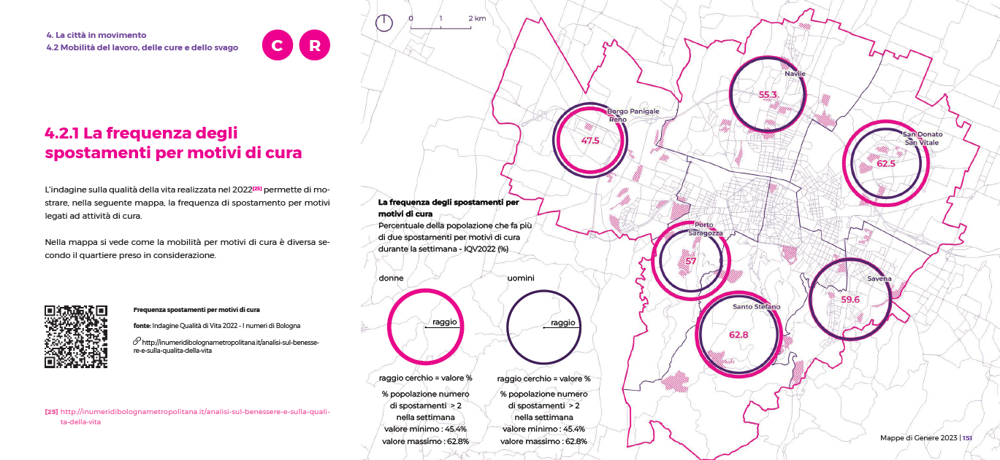 4. La città in movimento
4.2 Mobilità del lavoro, delle cure e dello svago
C R
4.2.1 La frequenza degli
spostamenti per motivi di cura
L'indagine sulla qualità della vita realizzata nel 2022[25] permette di mo-
strare, nella seguente mappa, la frequenza di spostamento per motivi
legati ad attività di cura.
Nella mappa si vede come la mobilità per motivi di cura è diversa se-
condo il quartiere preso in considerazione.
Frequenza spostamenti per motivi di cura
fonte: Indagine Qualità di Vita 2022 - I numeri di Bologna
http://inumeridibolognametropolitana.it/analisi-sul-benesse-
re-e-sulla-qualita-della-vita
[25] http://inumeridibolognametropolitana.it/analisi-sul-benessere-e-sulla-quali-
ta-della-vita
0 1 2 km
Navile
55.3
Borgo Panigale
Reno
47.5
San Donato
San Vitale
62.5
Porto
Saragozza
57
Savena
59.6
Santo Stefano
62.8
La frequenza degli spostamenti per
motivi di cura
Percentuale della popolazione che fa più
di due spostamenti per motivi di cura
durante la settimana - IQV2022 (%)
donne
raggio
raggio cerchio = valore %
% popolazione numero
di spostamenti > 2
nella settimana
valore minimo : 45.4%
valore massimo : 62.8%
uomini
raggio
raggio cerchio = valore %
% popolazione numero
di spostamenti > 2
nella settimana
valore minimo : 45.4%
valore massimo : 62.8%
Mappe di Genere 2023 | 151